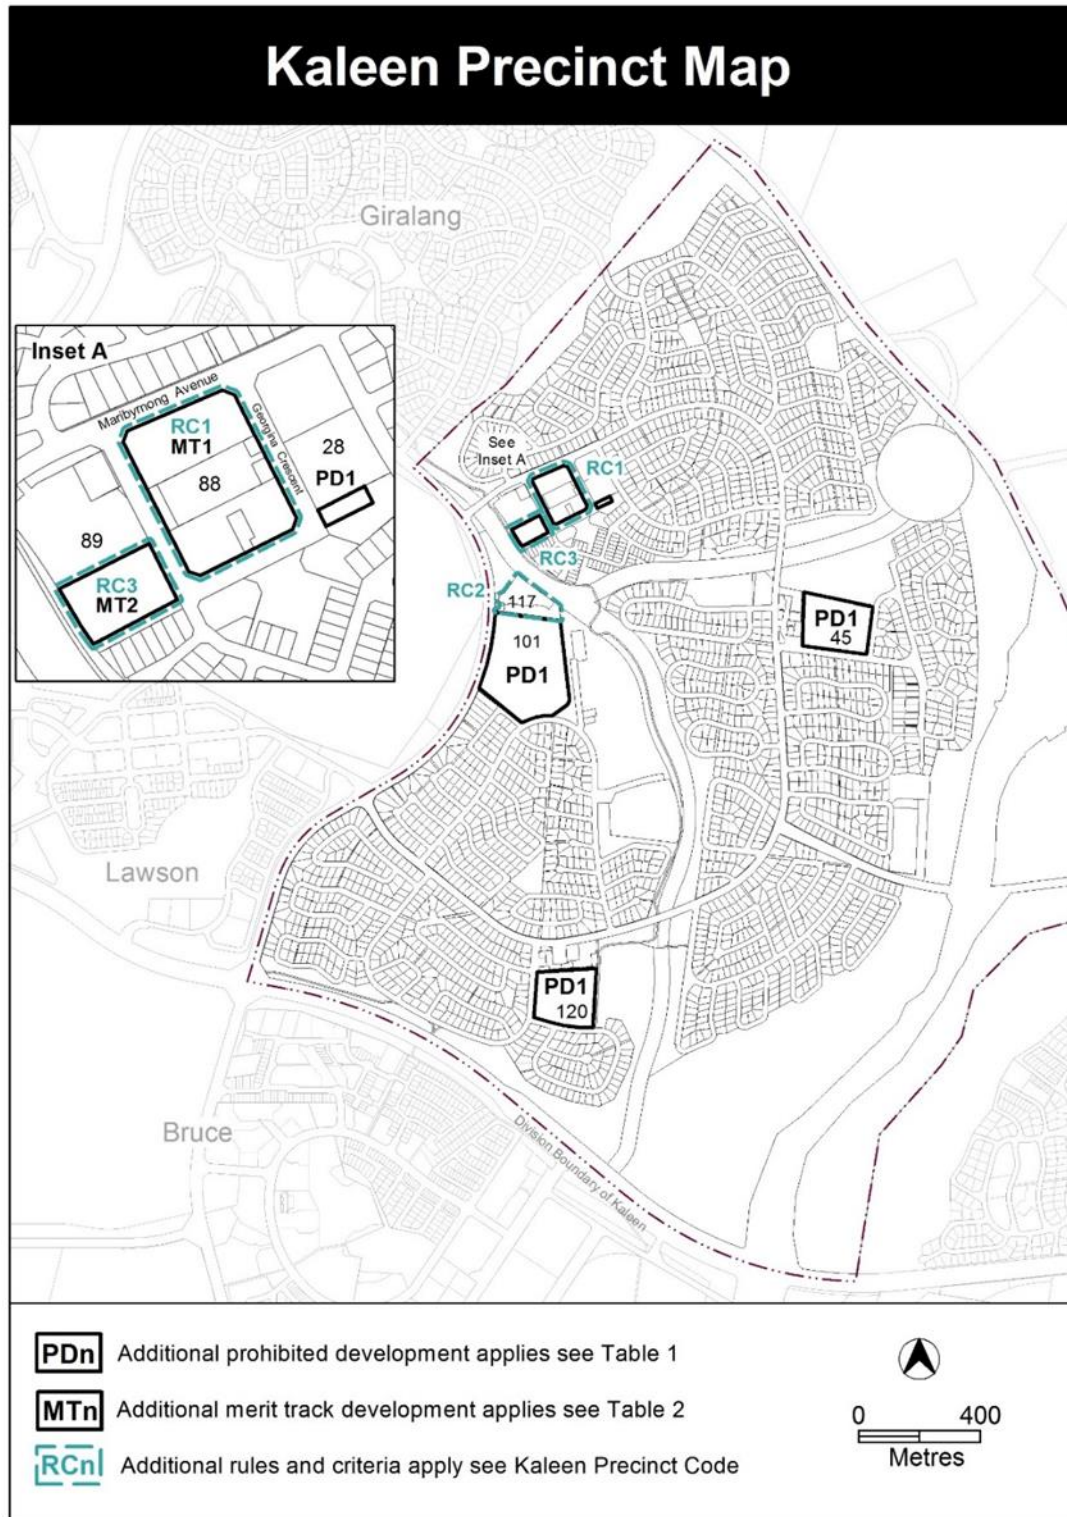 Kaleen Precinct Map
Giralang
Inset A
Maribyrnong Avenue
RC1
MT1
Georgina Crescent
28
PD1
88
89
RC3
MT2
See
Inset A
RC1
RC3
RC2
117
101
PD1
PD1
45
Lawson
PD1
120
Bruce
Division Boundary of Kaleen
PDn Additional prohibited development applies see Table 1
MTn Additional merit track development applies see Table 2
RCn Additional rules and criteria apply see Kaleen Precinct Code
0 400
Metres